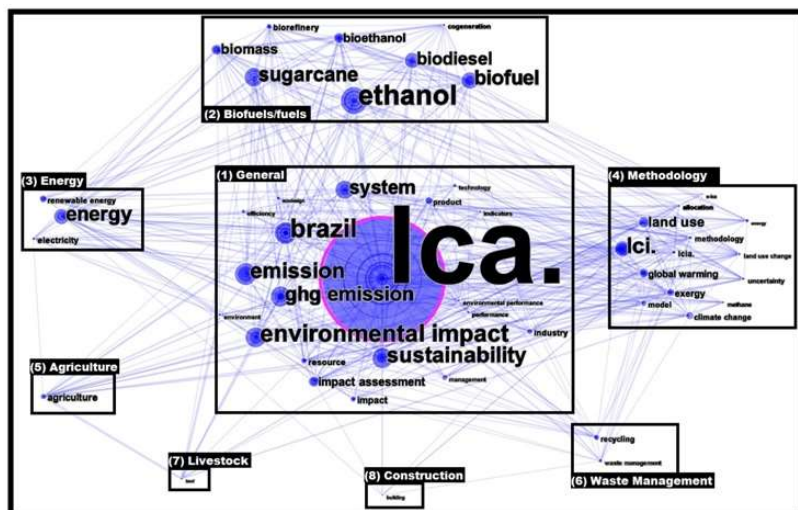 biorefinery
cogeneration
bioethanol
biomass
biodiesel
sugarcane
biofuel
ethanol
(2) Biofuels/fuels
(3) Energy
renewable energy
energy
electricity
(1) General
system
technology
product
efficiency
indicators
brazil
lca.
emission
ghg emission
environmental performance
performance
environment
environmental impact
industry
sustainability
resource
impact assessment
management
impact
(4) Methodology
allocation
land use
energy
methodology
lci.
lcia.
land use change
global warming
uncertainty
exergy
model
methane
climate change
(5) Agriculture
agriculture
recycling
waste management
(6) Waste Management
(7) Livestock
(8) Construction
building